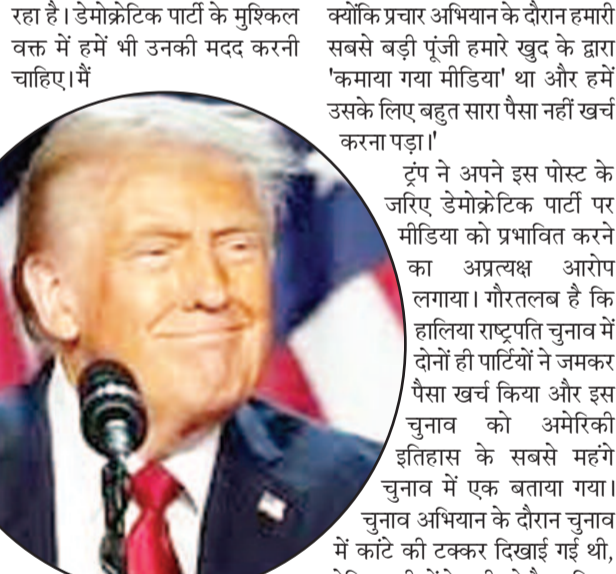 रहा है। डेमोक्रेटिक पार्टी के मुश्किल
वक्त में हमें भी उनकी मदद करनी
चाहिए। मैं
क्योंकि प्रचार अभियान के दौरान हमारी
सबसे बड़ी पूंजी हमारे खुद के द्वारा
'कमाया गया मीडिया' था और हमें
उसके लिए बहुत सारा पैसा नहीं खर्च
करना पड़ा।'
ट्रंप ने अपने इस पोस्ट के
जरिए डेमोक्रेटिक पार्टी पर
मीडिया को प्रभावित करने
का अप्रत्यक्ष आरोप
लगाया। गौरतलब है कि
हालिया राष्ट्रपति चुनाव में
दोनों ही पार्टियों ने जमकर
पैसा खर्च किया और इस
चुनाव को अमेरिकी
इतिहास के सबसे महंगे
चुनाव में एक बताया गया।
चुनाव अभियान के दौरान चुनाव
में कांटे की टक्कर दिखाई गई थी,